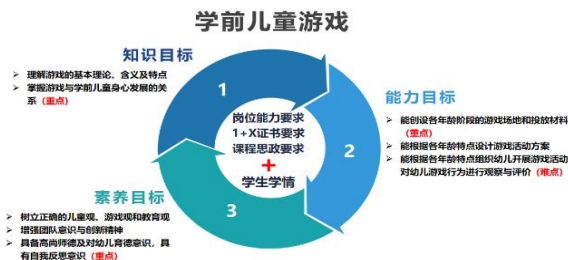 学前儿童游戏
知识目标
➢ 理解游戏的基本理论、含义及特点
➢ 掌握游戏与学前儿童身心发展的关
系（重点）
1
能力目标
➢ 能创设各年龄阶段的游戏场地和投放材料
（重点）
➢ 能根据各年龄特点设计游戏活动方案
➢ 能根据各年龄特点组织幼儿开展游戏活动
对幼儿游戏行为进行观察与评价（难点）
2
岗位能力要求
1+X证书要求
课程思政要求
+
学生学情
素养目标
➢ 树立正确的儿童观、游戏观和教育观
➢ 增强团队意识与创新精神
➢ 具备高尚师德及对幼儿育德意识，具
有自我反思意识（重点）
3